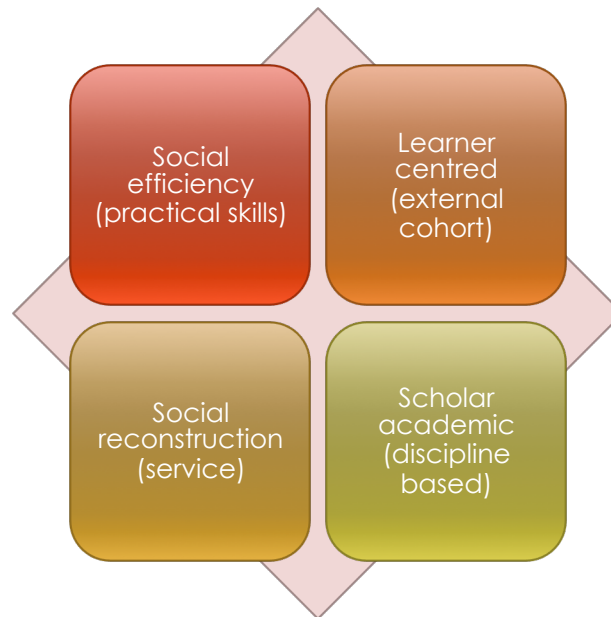 Social
efficiency
(practical skills)
Learner
centred
(external
cohort)
Social
reconstruction
(service)
Scholar
academic
(discipline
based)